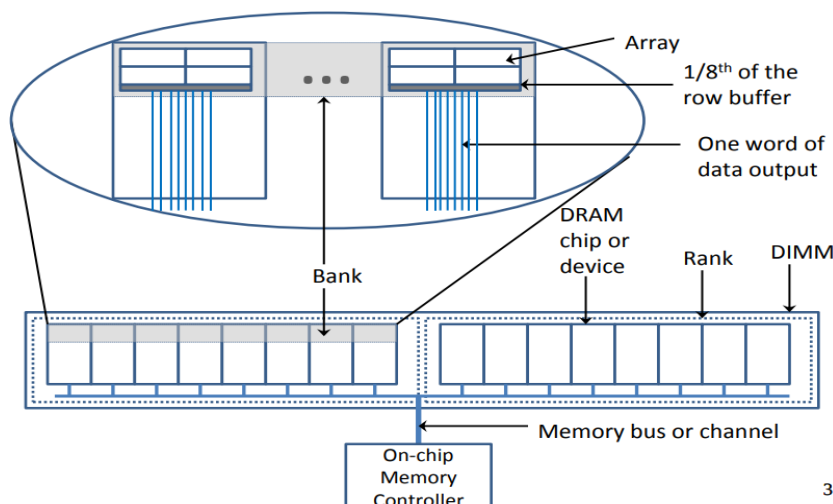 Array
1/8th of the
row buffer
One word of
data output
DRAM
chip or
device
Rank
DIMM
Bank
Memory bus or channel
On-chip
Memory
Controller
3